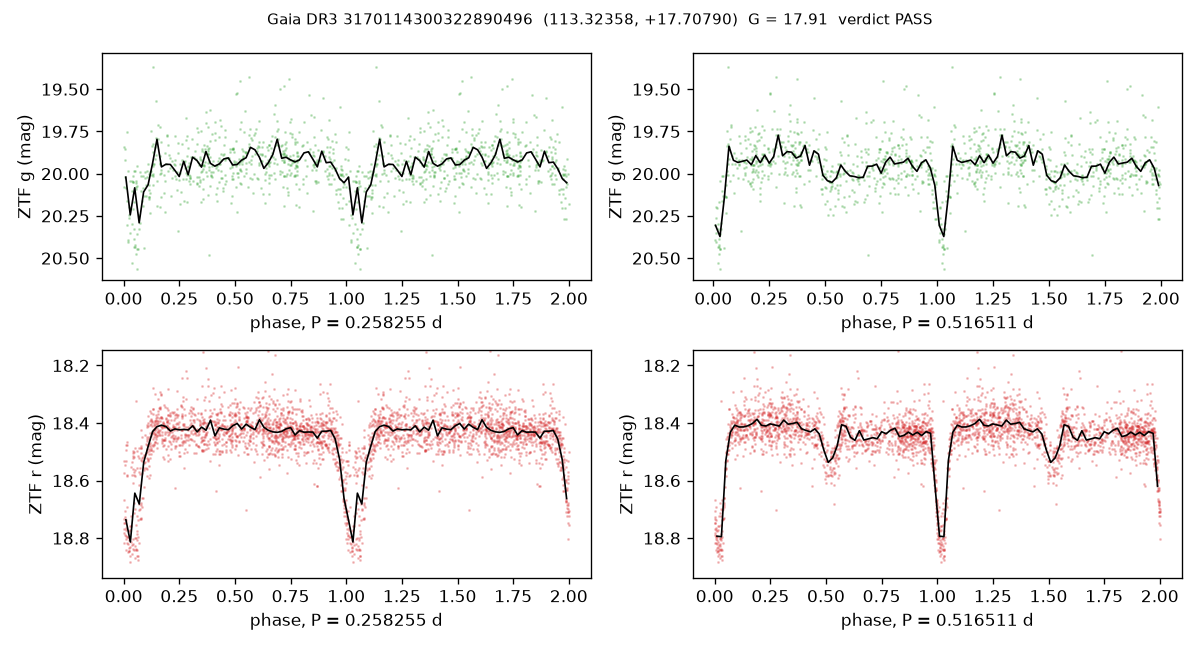 Gaia DR3 3170114300322890496  (113.32358, +17.70790)  G = 17.91  verdict PASS
ZTF g (mag)
19.50
19.75
20.00
20.25
20.50
0.00 0.25 0.50 0.75 1.00 1.25 1.50 1.75 2.00
phase, P = 0.258255 d
ZTF g (mag)
19.50
19.75
20.00
20.25
20.50
0.00 0.25 0.50 0.75 1.00 1.25 1.50 1.75 2.00
phase, P = 0.516511 d
ZTF r (mag)
18.2
18.4
18.6
18.8
0.00 0.25 0.50 0.75 1.00 1.25 1.50 1.75 2.00
phase, P = 0.258255 d
ZTF r (mag)
18.2
18.4
18.6
18.8
0.00 0.25 0.50 0.75 1.00 1.25 1.50 1.75 2.00
phase, P = 0.516511 d